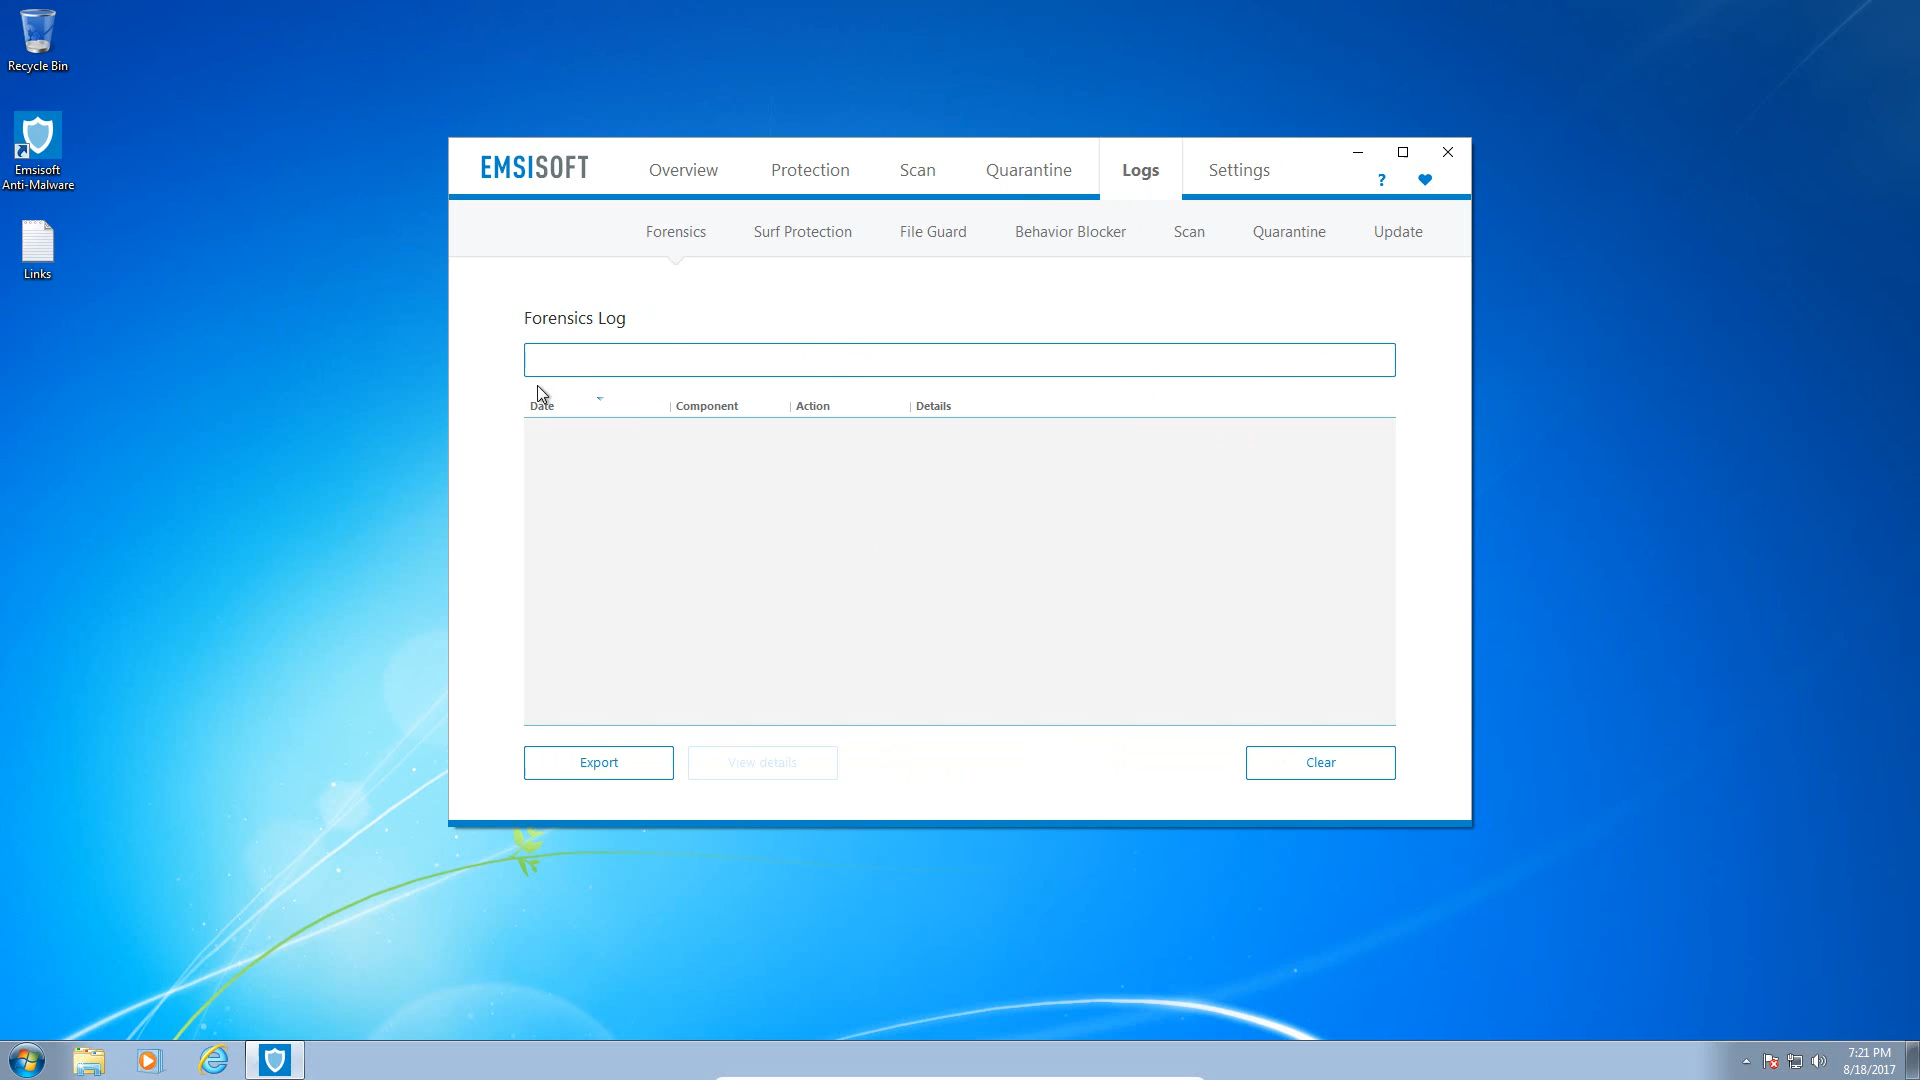 Recycle Bin
Emsisoft
Anti-Malware
Links
EMSISOFT
Overview
Protection
Scan
Quarantine
Logs
Settings
?
Forensics
Surf Protection
File Guard
Behavior Blocker
Scan
Quarantine
Update
Forensics Log
Date
Component
Action
Details
Export
View details
Clear
7:21 PM
8/18/2017